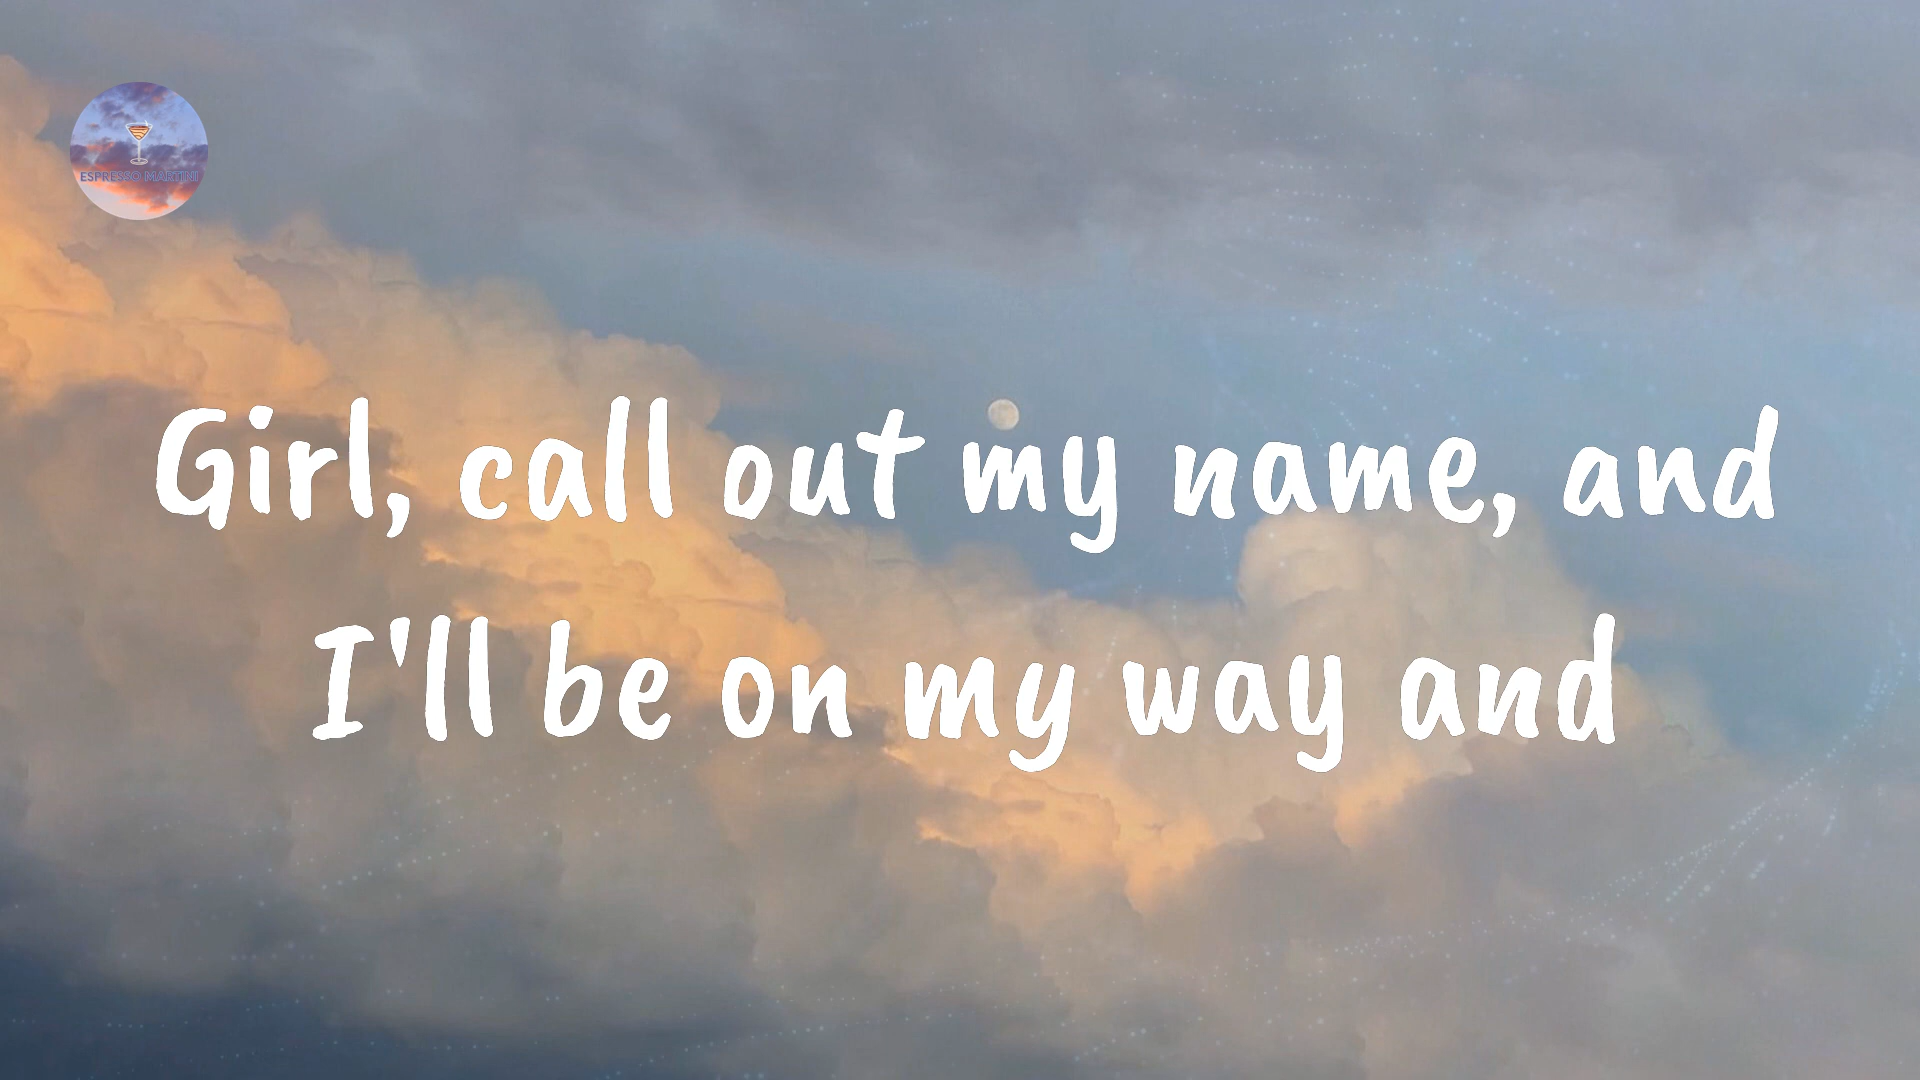 ESPRESSO MARTINI
Girl, call out my name, and
I'll be on my way and